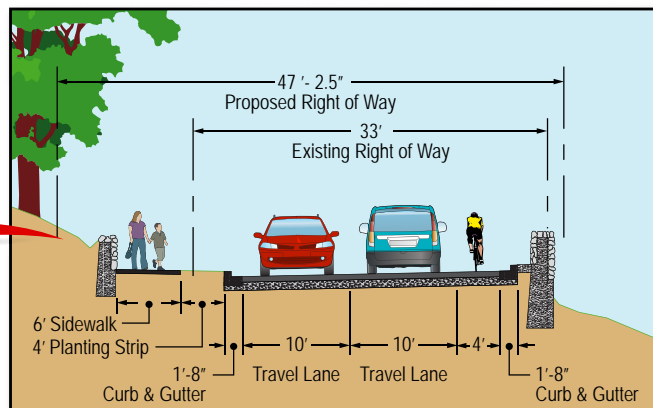 47 '- 2.5"
Proposed Right of Way
33'
Existing Right of Way
6' Sidewalk
4' Planting Strip
10'
10'
4'
1'-8"
Curb & Gutter
Travel Lane
Travel Lane
1'-8"
Curb & Gutter